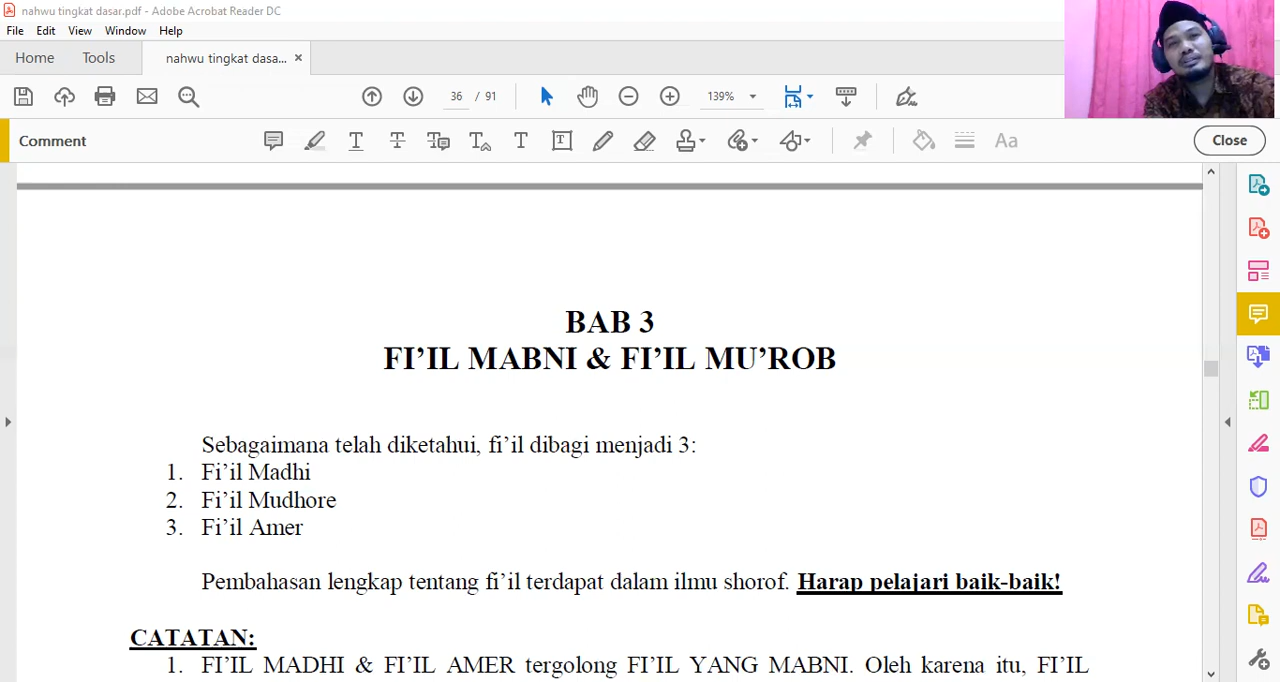 nahwu tingkat dasar.pdf - Adobe Acrobat Reader DC
File Edit View Window Help
Home Tools nahwu tingkat dasa... ×
36 / 91 139%
Comment Close
BAB 3
FI’IL MABNI & FI’IL MU’ROB
Sebagaimana telah diketahui, fi’il dibagi menjadi 3:
1. Fi’il Madhi
2. Fi’il Mudhore
3. Fi’il Amer
Pembahasan lengkap tentang fi’il terdapat dalam ilmu shorof. Harap pelajari baik-baik!
CATATAN:
1. FI’IL MADHI & FI’IL AMER tergolong FI’IL YANG MABNI. Oleh karena itu, FI’IL